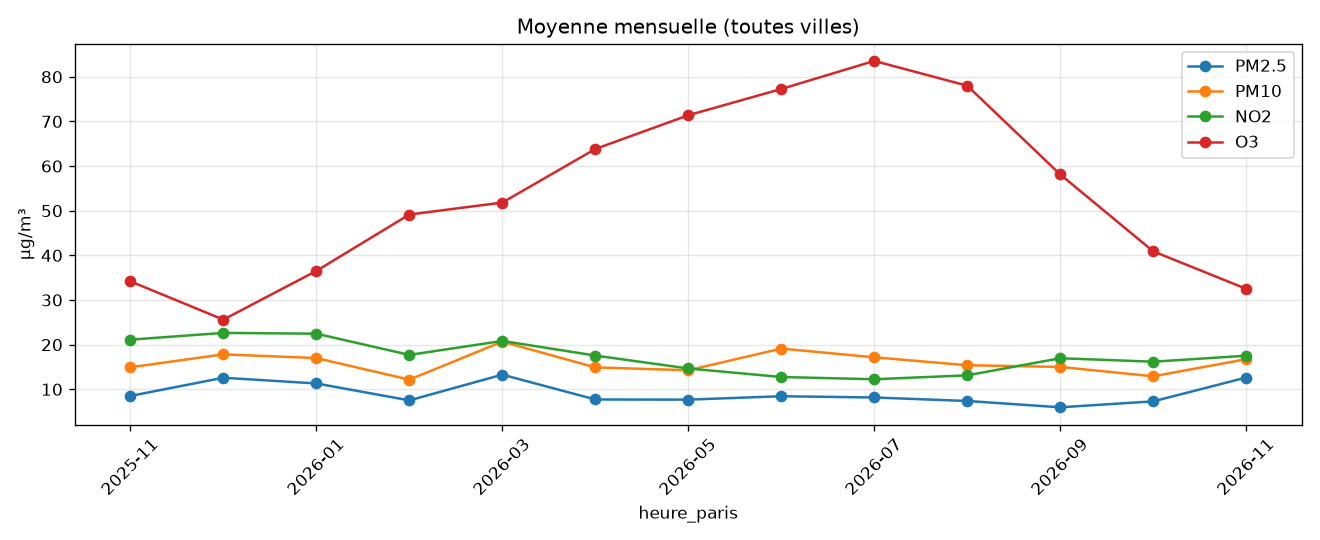 Moyenne mensuelle (toutes villes)
µg/m³
80
70
60
50
40
30
20
10
PM2.5
PM10
NO2
O3
2025-11
2026-01
2026-03
2026-05
2026-07
2026-09
2026-11
heure_paris